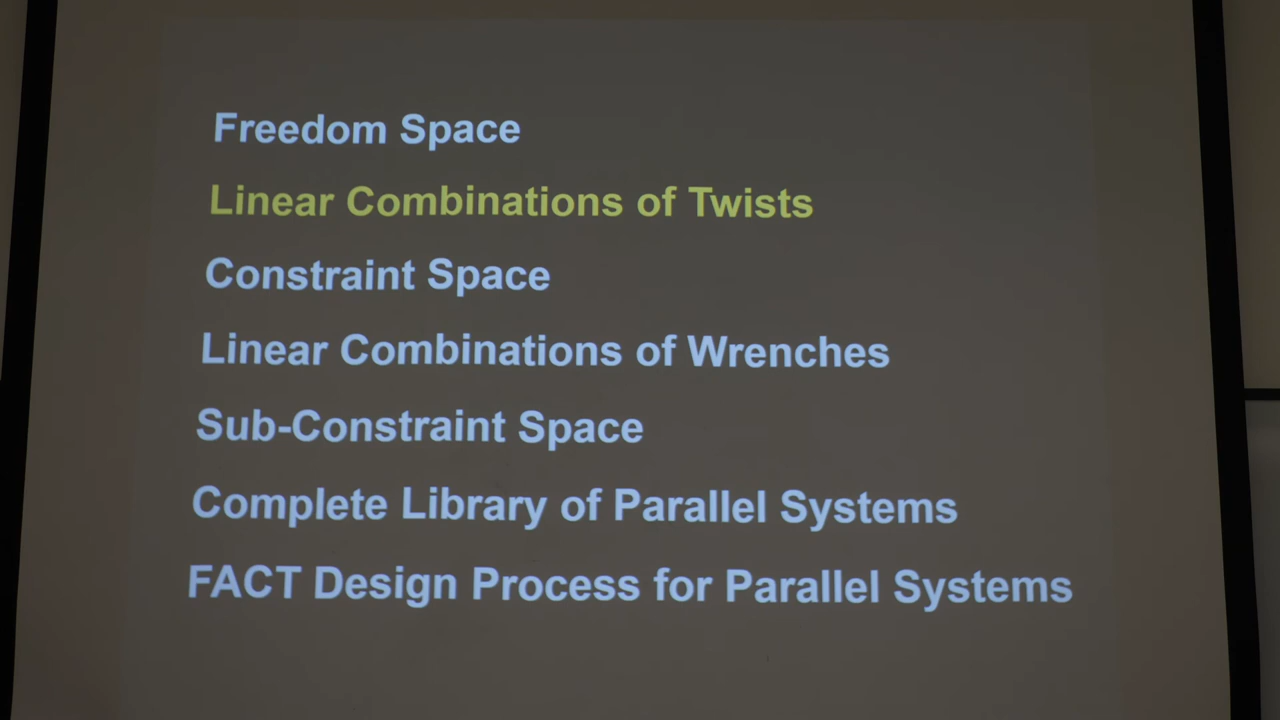 Freedom Space
Linear Combinations of Twists
Constraint Space
Linear Combinations of Wrenches
Sub-Constraint Space
Complete Library of Parallel Systems
FACT Design Process for Parallel Systems